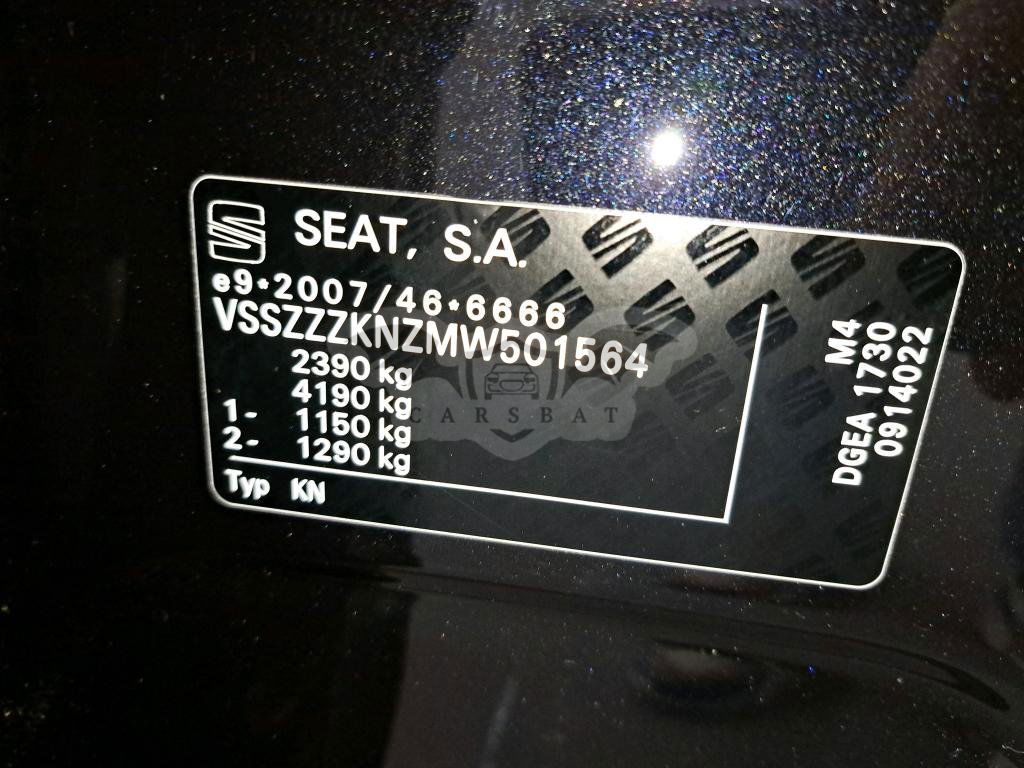 SEAT, S.A.
e9*2007/46*6666
VSSZZZKNZMW501564
2390 kg
4190 kg
1- 1150 kg
2- 1290 kg
Typ KN
M4
DGEA 1730
0914022
CARSBAT